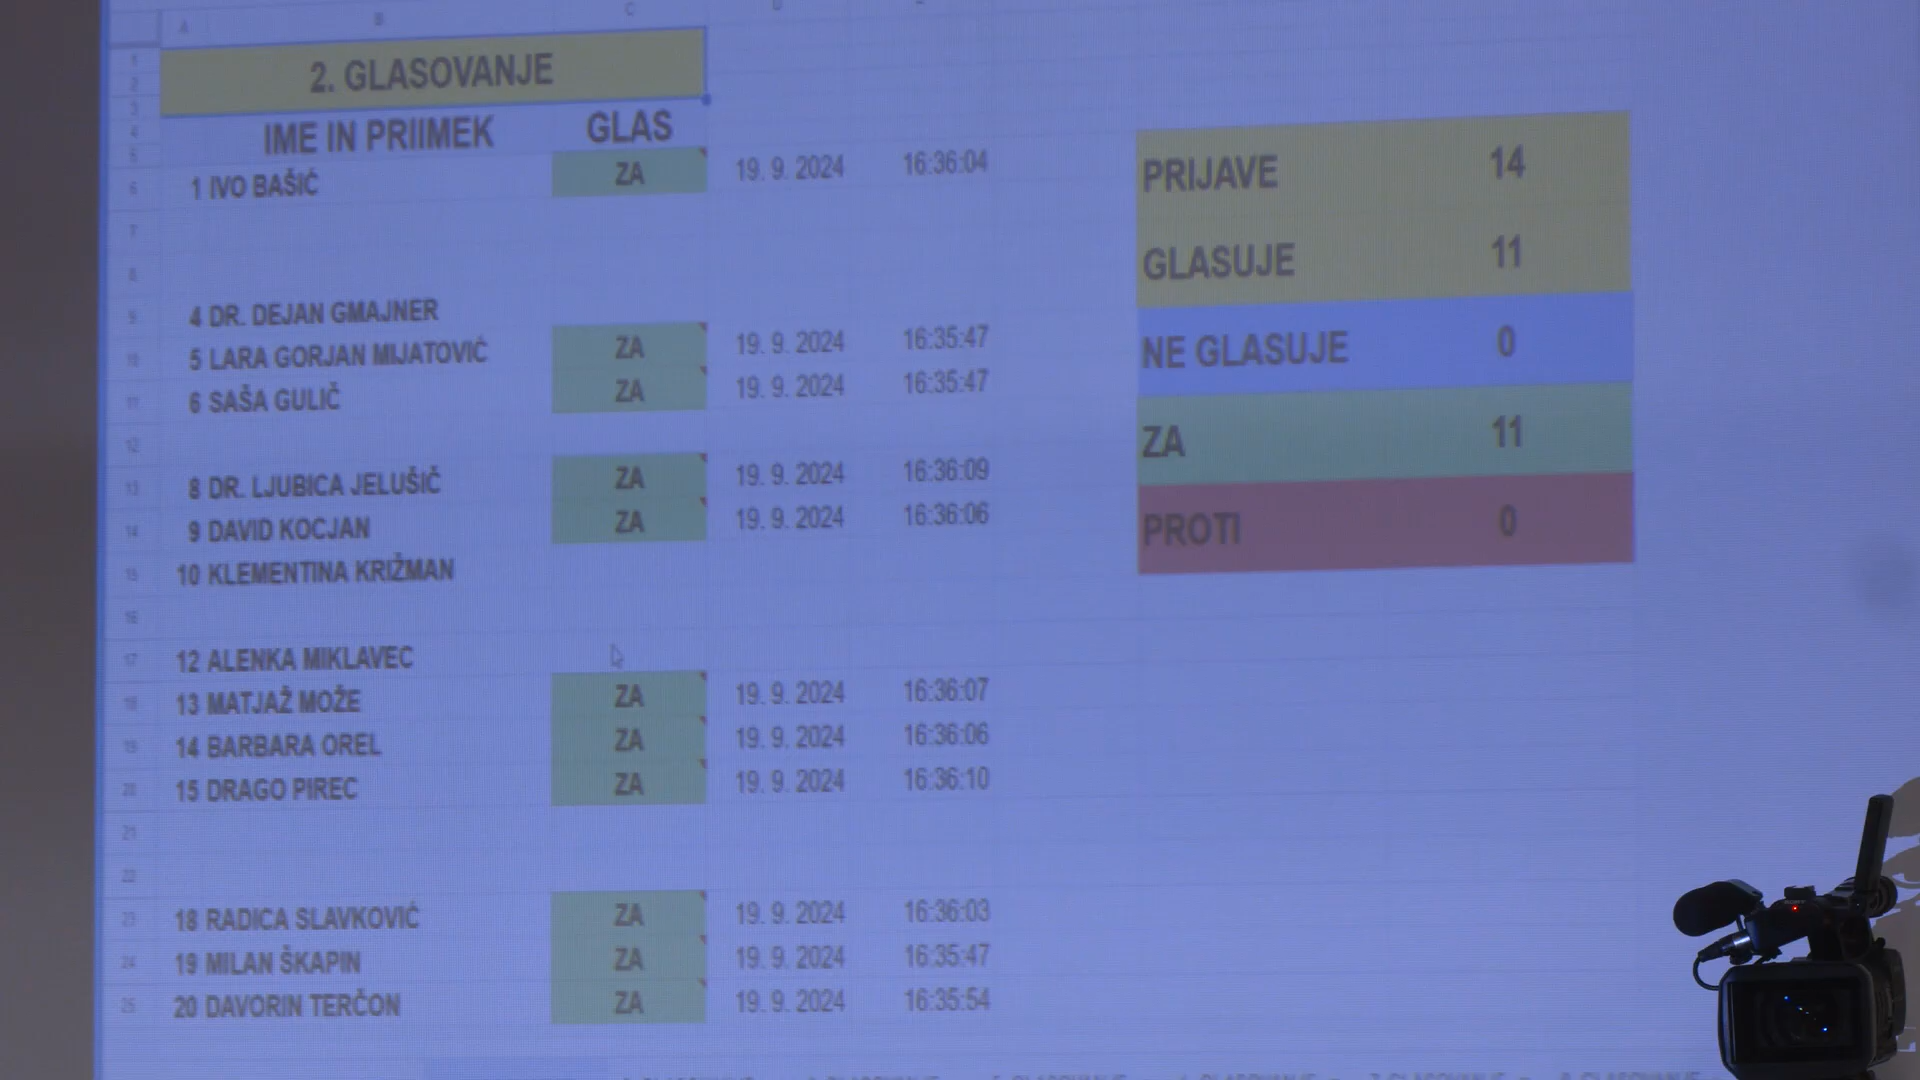 2. GLASOVANJE
IME IN PRIIMEK GLAS
1 IVO BAŠIĆ ZA 19. 9. 2024 16:36:04
4 DR. DEJAN GMAJNER
5 LARA GORJAN MIJATOVIĆ ZA 19. 9. 2024 16:35:47
6 SAŠA GULIČ ZA 19. 9. 2024 16:35:47
8 DR. LJUBICA JELUŠIČ ZA 19. 9. 2024 16:36:09
9 DAVID KOCJAN ZA 19. 9. 2024 16:36:06
10 KLEMENTINA KRIŽMAN
12 ALENKA MIKLAVEC
13 MATJAŽ MOŽE ZA 19. 9. 2024 16:36:07
14 BARBARA OREL ZA 19. 9. 2024 16:36:06
15 DRAGO PIREC ZA 19. 9. 2024 16:36:10
18 RADICA SLAVKOVIĆ ZA 19. 9. 2024 16:36:03
19 MILAN ŠKAPIN ZA 19. 9. 2024 16:35:47
20 DAVORIN TERČON ZA 19. 9. 2024 16:35:54
PRIJAVE 14
GLASUJE 11
NE GLASUJE 0
ZA 11
PROTI 0